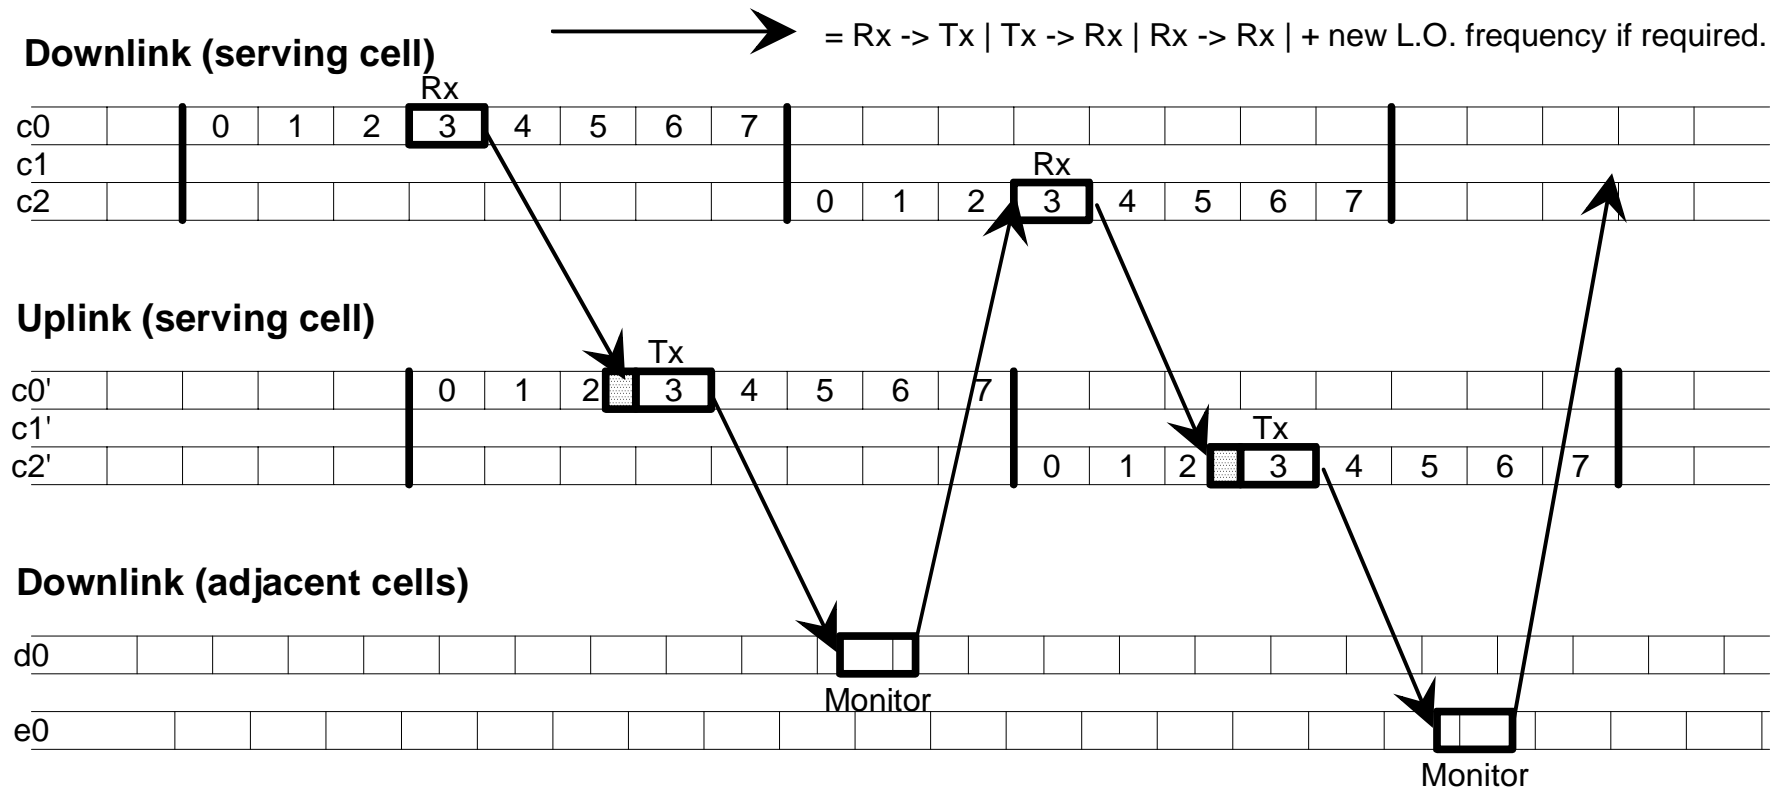 = Rx -> Tx | Tx -> Rx | Rx -> Rx | + new L.O. frequency if required.
Downlink (serving cell)
Rx
c0 0 1 2 3 4 5 6 7
c1 Rx
c2 0 1 2 3 4 5 6 7
Uplink (serving cell)
Tx
c0' 0 1 2 3 4 5 6 7
c1' Tx
c2' 0 1 2 3 4 5 6 7
Downlink (adjacent cells)
d0
Monitor
e0
Monitor